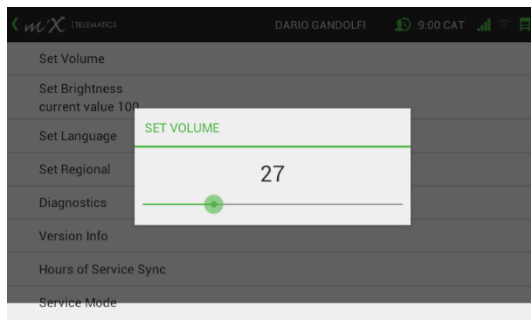 mX TELEMATICS DARIO GANDOLFI 9:00 CAT
Set Volume
Set Brightness
current value 100
Set Language
SET VOLUME
27
Set Regional
Diagnostics
Version Info
Hours of Service Sync
Service Mode